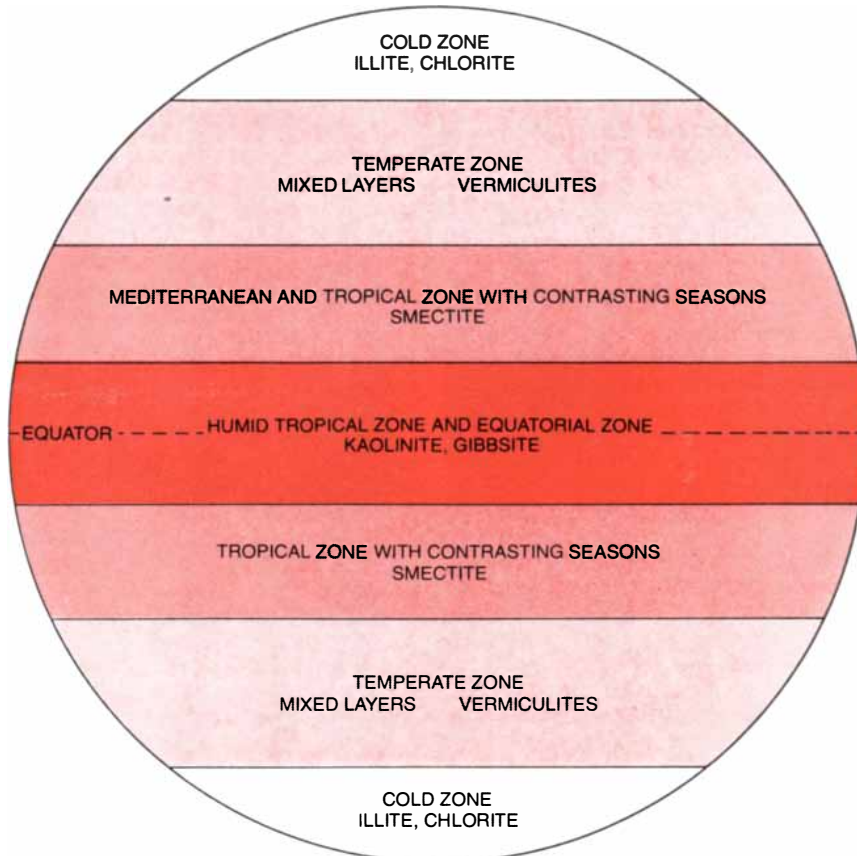 COLD ZONE
ILLITE, CHLORITE
TEMPERATE ZONE
MIXED LAYERS VERMICULITES
MEDITERRANEAN AND TROPICAL ZONE WITH CONTRASTING SEASONS
SMECTITE
EQUATOR HUMID TROPICAL ZONE AND EQUATORIAL ZONE
KAOLINITE, GIBBSITE
TROPICAL ZONE WITH CONTRASTING SEASONS
SMECTITE
TEMPERATE ZONE
MIXED LAYERS VERMICULITES
COLD ZONE
ILLITE, CHLORITE